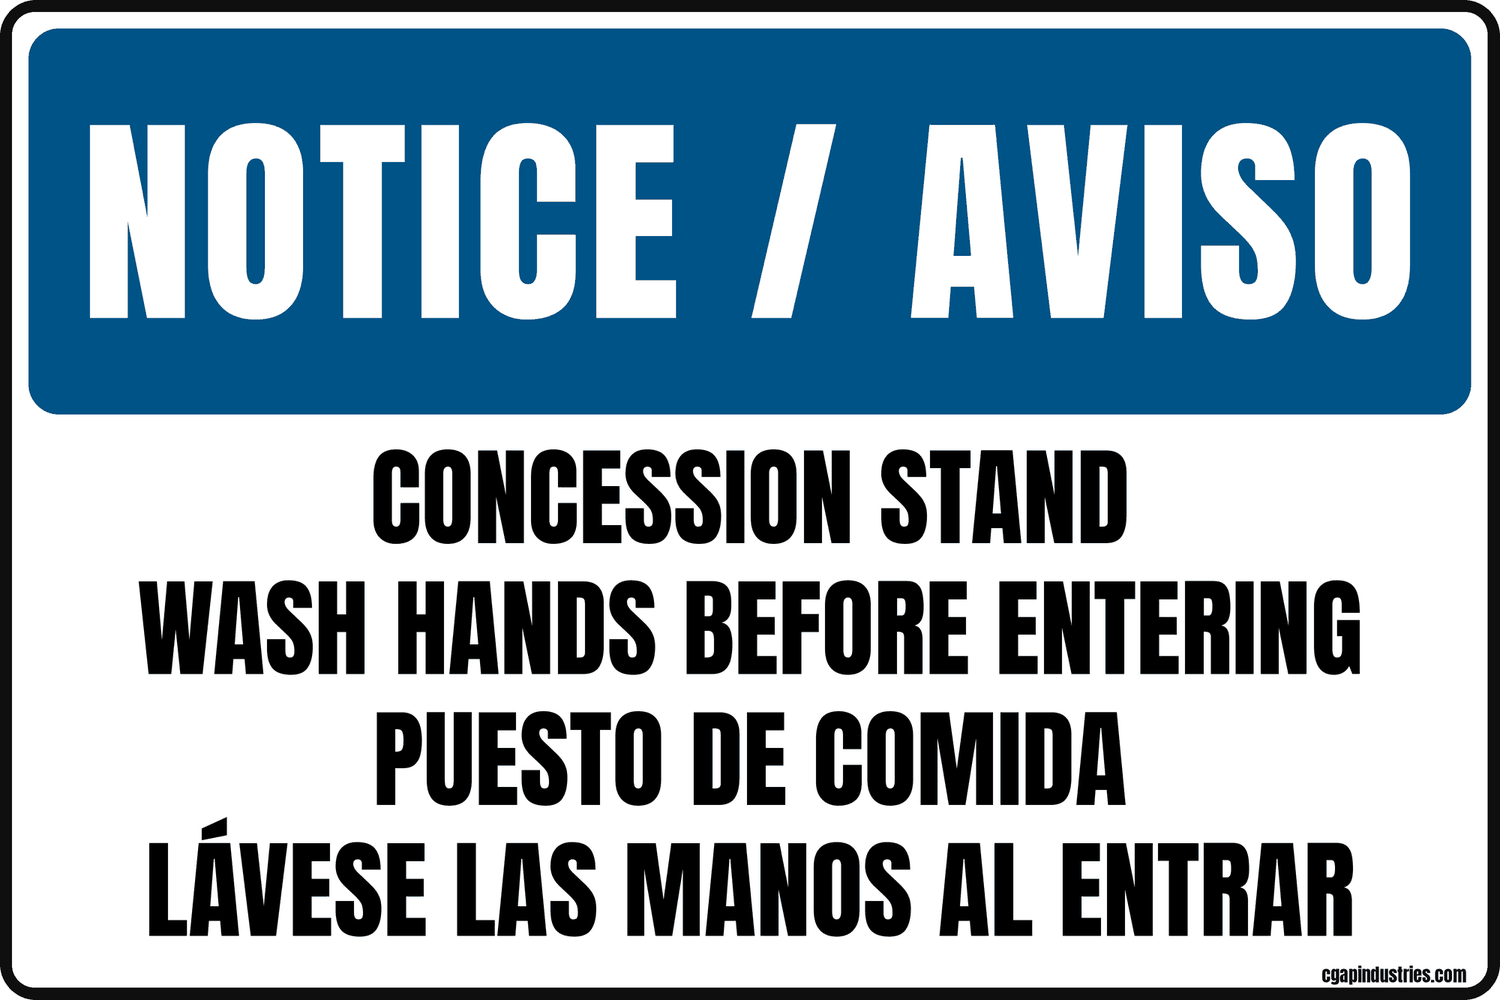 NOTICE / AVISO
CONCESSION STAND
WASH HANDS BEFORE ENTERING
PUESTO DE COMIDA
LÁVESE LAS MANOS AL ENTRAR
cgapindustries.com